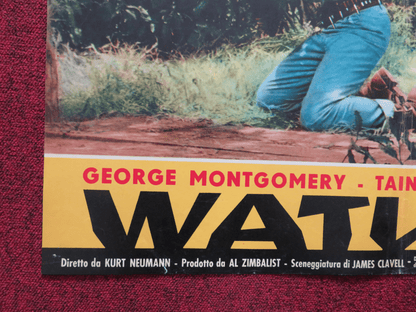 GEORGE MONTGOMERY - TAIN
WATU
Diretto da KURT NEUMANN - Prodotto da AL ZIMBALIST - Sceneggiatura di JAMES CLAVELL -